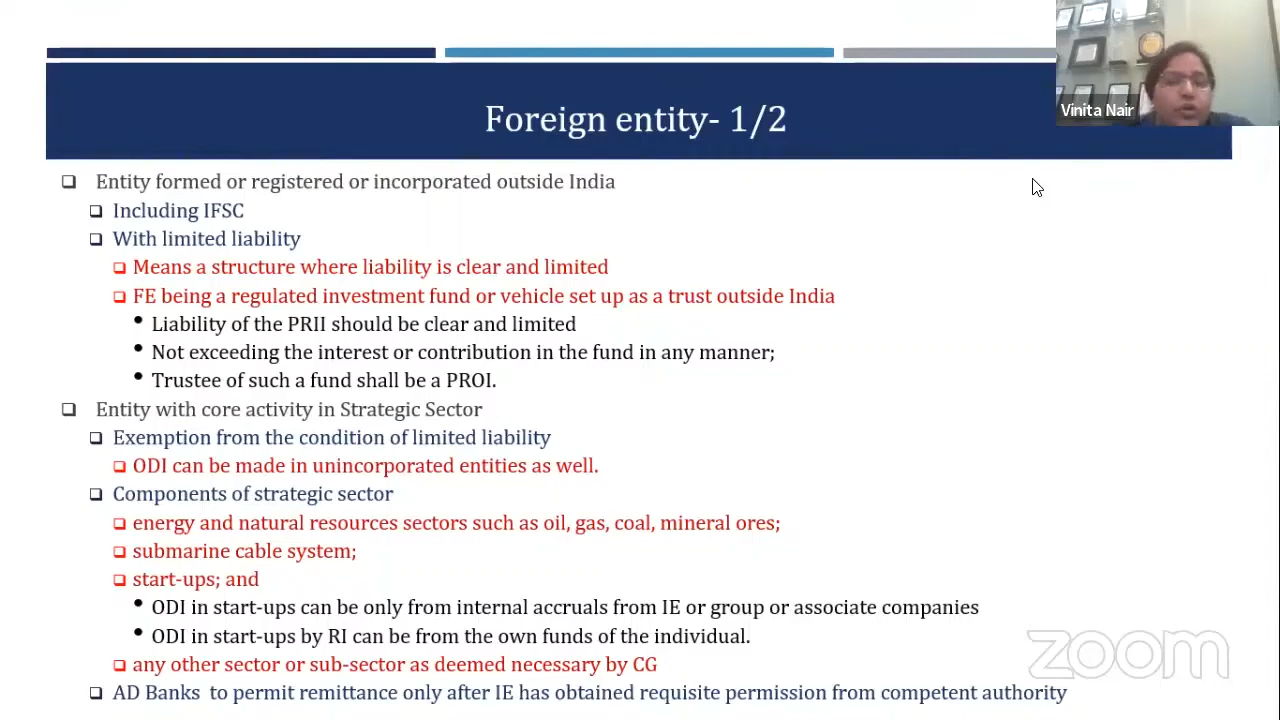 Foreign entity- 1/2
Vinita Nair
Entity formed or registered or incorporated outside India
Including IFSC
With limited liability
Means a structure where liability is clear and limited
FE being a regulated investment fund or vehicle set up as a trust outside India
Liability of the PRII should be clear and limited
Not exceeding the interest or contribution in the fund in any manner;
Trustee of such a fund shall be a PROI.
Entity with core activity in Strategic Sector
Exemption from the condition of limited liability
ODI can be made in unincorporated entities as well.
Components of strategic sector
energy and natural resources sectors such as oil, gas, coal, mineral ores;
submarine cable system;
start-ups; and
ODI in start-ups can be only from internal accruals from IE or group or associate companies
ODI in start-ups by RI can be from the own funds of the individual.
any other sector or sub-sector as deemed necessary by CG
AD Banks to permit remittance only after IE has obtained requisite permission from competent authority
zoom